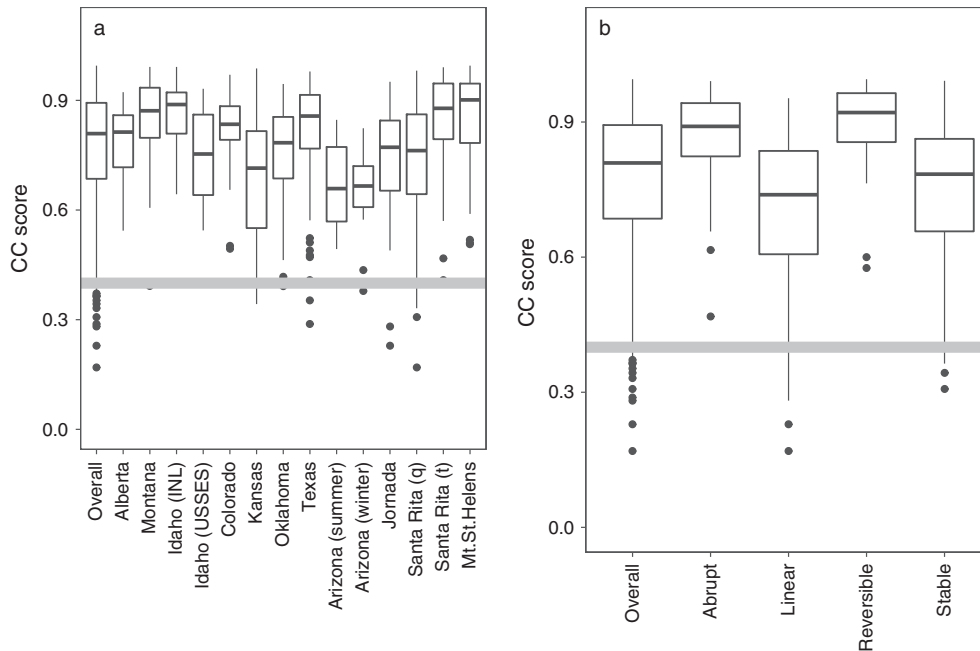 a
CC score
0.9
0.6
0.3
0.0
Overall
Alberta
Montana
Idaho (INL)
Idaho (USSES)
Colorado
Kansas
Oklahoma
Texas
Arizona (summer)
Arizona (winter)
Jornada
Santa Rita (q)
Santa Rita (t)
Mt.St.Helens
b
CC score
0.9
0.6
0.3
0.0
Overall
Abrupt
Linear
Reversible
Stable